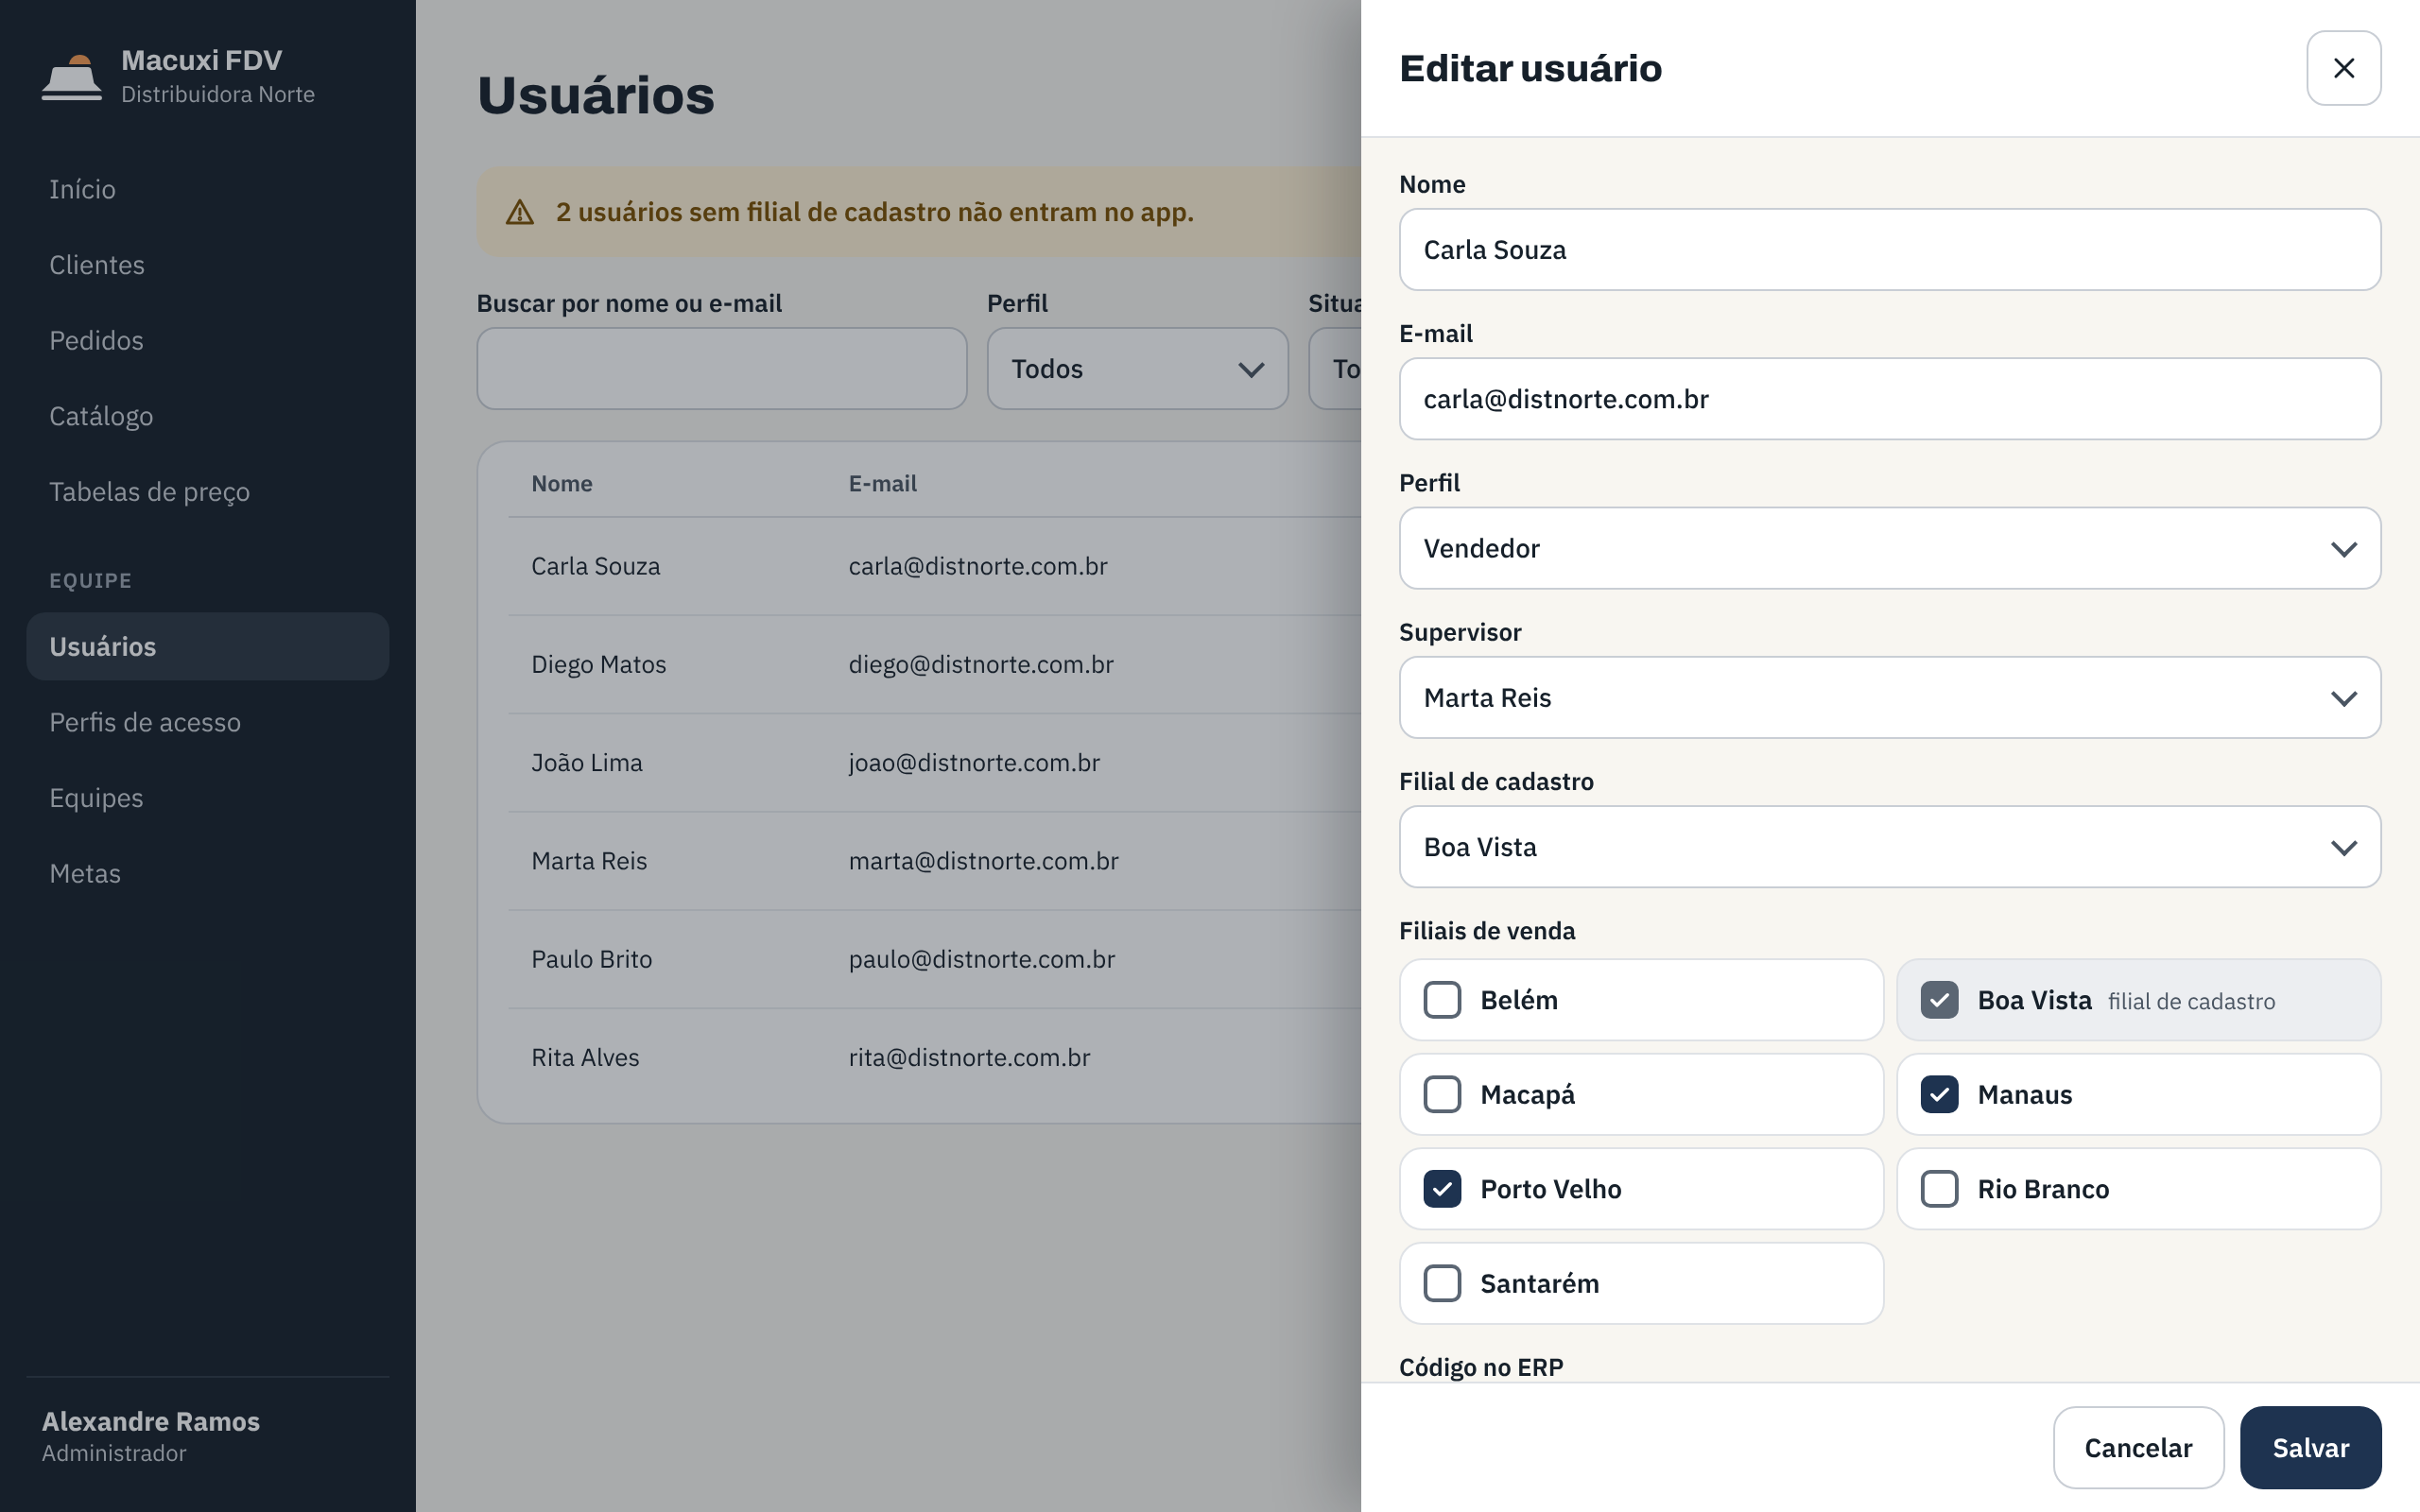 Macuxi FDV
Distribuidora Norte
Início
Clientes
Pedidos
Catálogo
Tabelas de preço
EQUIPE
Usuários
Perfis de acesso
Equipes
Metas
Alexandre Ramos
Administrador
Usuários
2 usuários sem filial de cadastro não entram no app.
Buscar por nome ou e-mail
Perfil
Todos
Nome E-mail
Carla Souza carla@distnorte.com.br
Diego Matos diego@distnorte.com.br
João Lima joao@distnorte.com.br
Marta Reis marta@distnorte.com.br
Paulo Brito paulo@distnorte.com.br
Rita Alves rita@distnorte.com.br
Editar usuário
Nome
Carla Souza
E-mail
carla@distnorte.com.br
Perfil
Vendedor
Supervisor
Marta Reis
Filial de cadastro
Boa Vista
Filiais de venda
Belém
Boa Vista filial de cadastro
Macapá
Manaus
Porto Velho
Rio Branco
Santarém
Código no ERP
Cancelar
Salvar